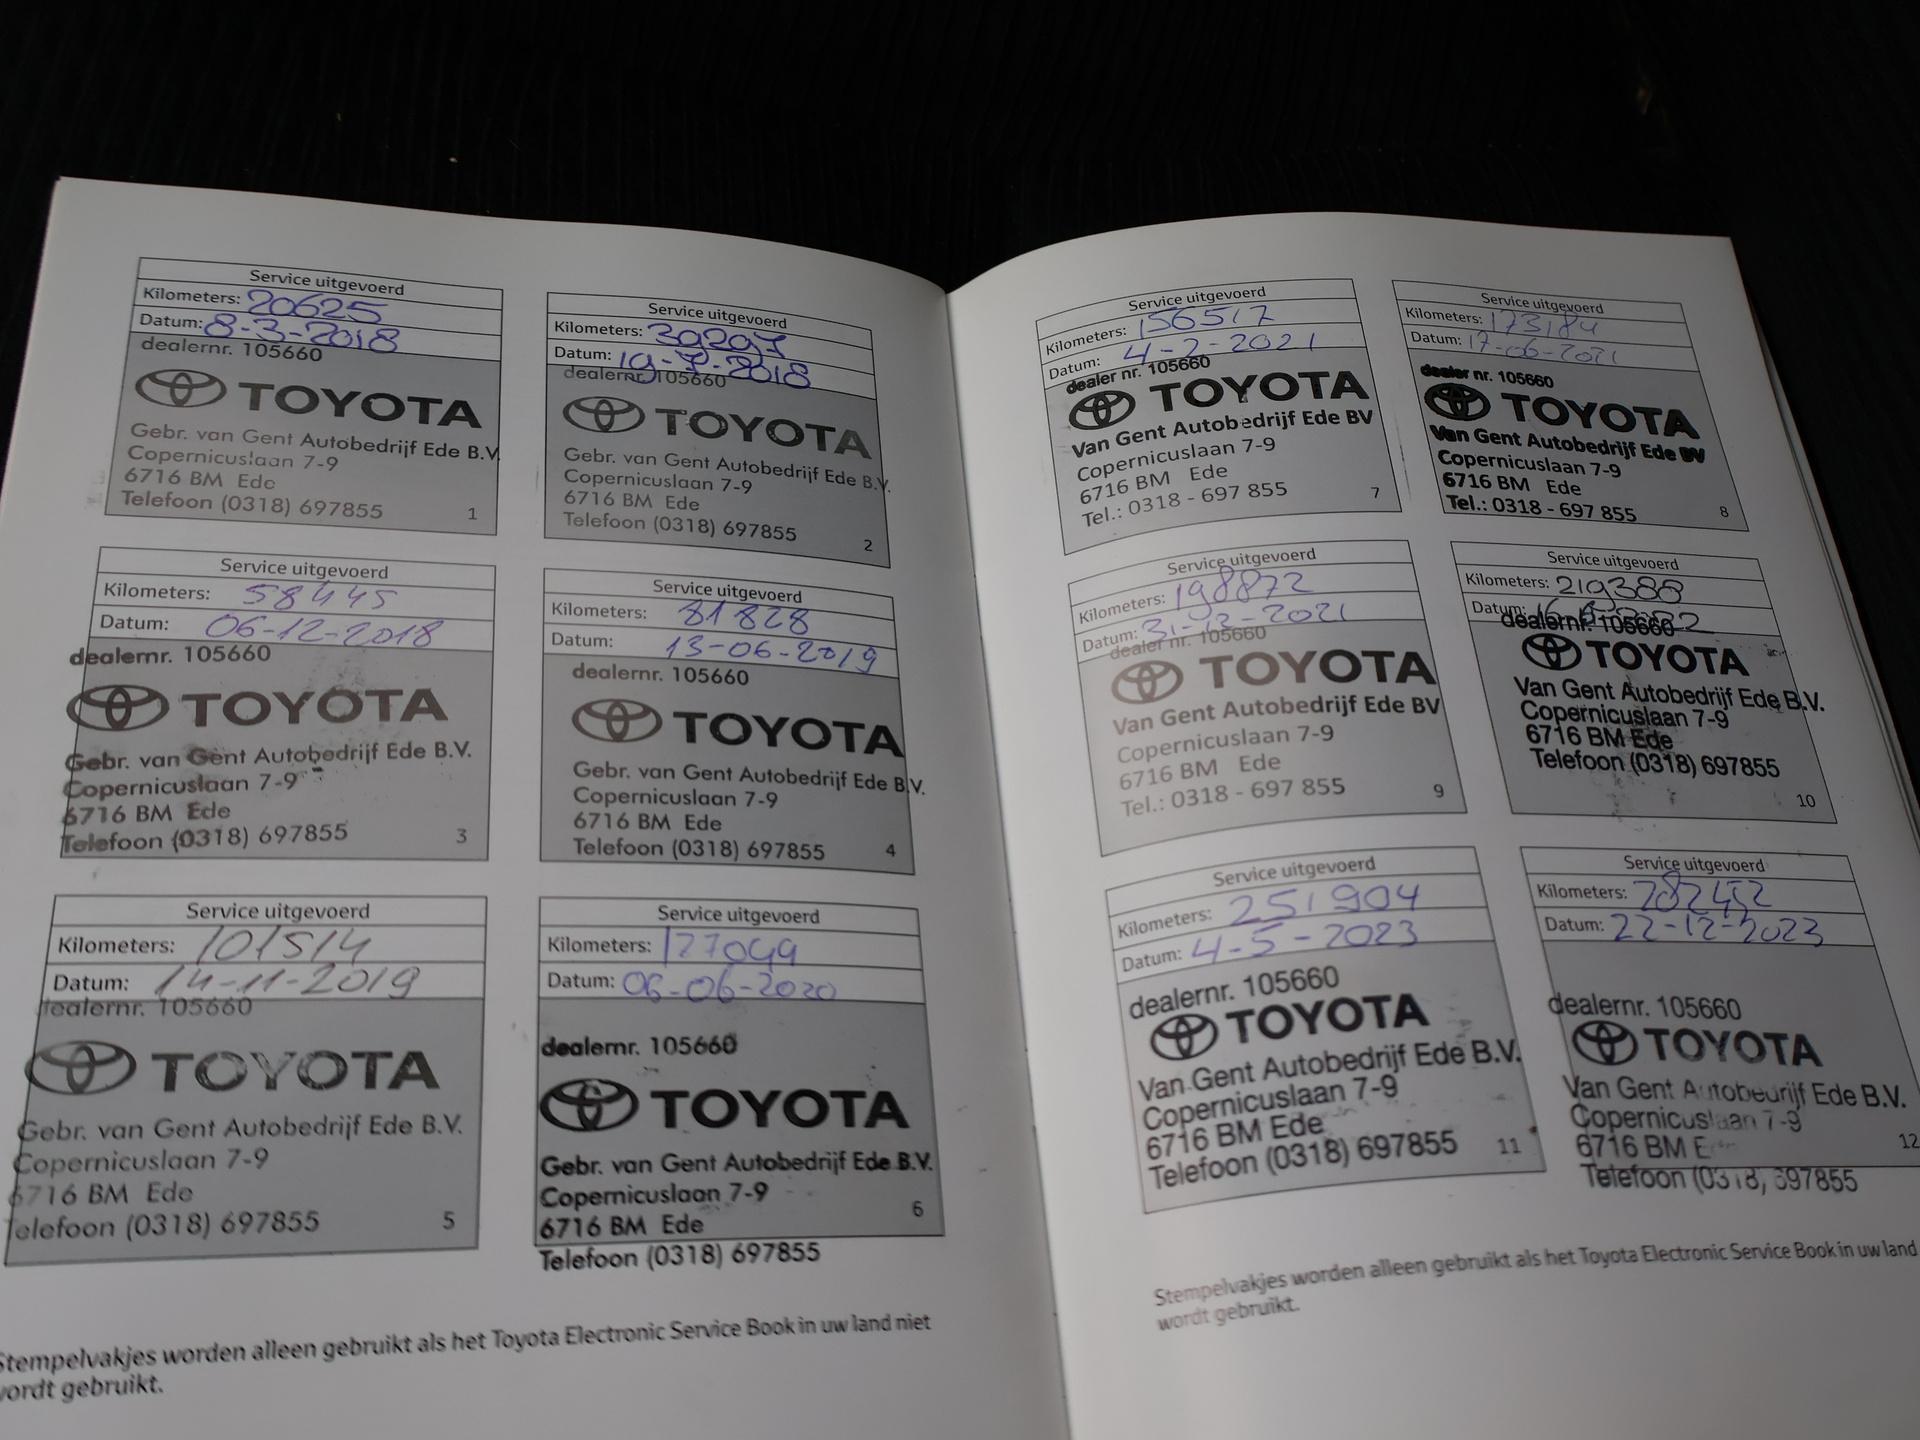 Service uitgevoerd
Kilometers: 20625
Datum: 8-3-2018
dealernr. 105660
TOYOTA
Gebr. van Gent Autobedrijf Ede B.V.
Copernicuslaan 7-9
6716 BM Ede
Telefoon (0318) 697855
1
Service uitgevoerd
Kilometers: 39297
Datum: 19-7-2018
dealernr. 105660
TOYOTA
Gebr. van Gent Autobedrijf Ede B.V.
Copernicuslaan 7-9
6716 BM Ede
Telefoon (0318) 697855
2
Service uitgevoerd
Kilometers: 58445
Datum: 06-12-2018
dealernr. 105660
TOYOTA
Gebr. van Gent Autobedrijf Ede B.V.
Copernicuslaan 7-9
6716 BM Ede
Telefoon (0318) 697855
3
Service uitgevoerd
Kilometers: 81828
Datum: 13-06-2019
dealernr. 105660
TOYOTA
Gebr. van Gent Autobedrijf Ede B.V.
Copernicuslaan 7-9
6716 BM Ede
Telefoon (0318) 697855
4
Service uitgevoerd
Kilometers: 101514
Datum: 14-11-2019
dealernr. 105660
TOYOTA
Gebr. van Gent Autobedrijf Ede B.V.
Copernicuslaan 7-9
6716 BM Ede
Telefoon (0318) 697855
5
Service uitgevoerd
Kilometers: 127049
Datum: 06-06-2020
dealernr. 105660
TOYOTA
Gebr. van Gent Autobedrijf Ede B.V.
Copernicuslaan 7-9
6716 BM Ede
Telefoon (0318) 697855
6
Stempelvakjes worden alleen gebruikt als het Toyota Electronic Service Book in uw land niet
wordt gebruikt.
Service uitgevoerd
Kilometers: 156517
Datum: 4-2-2021
dealer nr. 105660
TOYOTA
Van Gent Autobedrijf Ede BV
Copernicuslaan 7-9
6716 BM Ede
Tel.: 0318 - 697 855
7
Service uitgevoerd
Kilometers: 173184
Datum: 17-06-2021
dealer nr. 105660
TOYOTA
Van Gent Autobedrijf Ede BV
Copernicuslaan 7-9
6716 BM Ede
Tel.: 0318 - 697 855
8
Service uitgevoerd
Kilometers: 198872
Datum: 31-12-2021
dealer nr. 105660
TOYOTA
Van Gent Autobedrijf Ede BV
Copernicuslaan 7-9
6716 BM Ede
Tel.: 0318 - 697 855
9
Service uitgevoerd
Kilometers: 219388
Datum:
dealernr. 105660
TOYOTA
Van Gent Autobedrijf Ede B.V.
Copernicuslaan 7-9
6716 BM Ede
Telefoon (0318) 697855
10
Service uitgevoerd
Kilometers: 251904
Datum: 4-5-2023
dealernr. 105660
TOYOTA
Van Gent Autobedrijf Ede B.V.
Copernicuslaan 7-9
6716 BM Ede
Telefoon (0318) 697855
11
Service uitgevoerd
Kilometers: 282452
Datum: 22-12-2023
dealernr. 105660
TOYOTA
Van Gent Autobedrijf Ede B.V.
Copernicuslaan 7-9
6716 BM
Telefoon (0318) 697855
12
Stempelvakjes worden alleen gebruikt als het Toyota Electronic Service Book in uw land
wordt gebruikt.